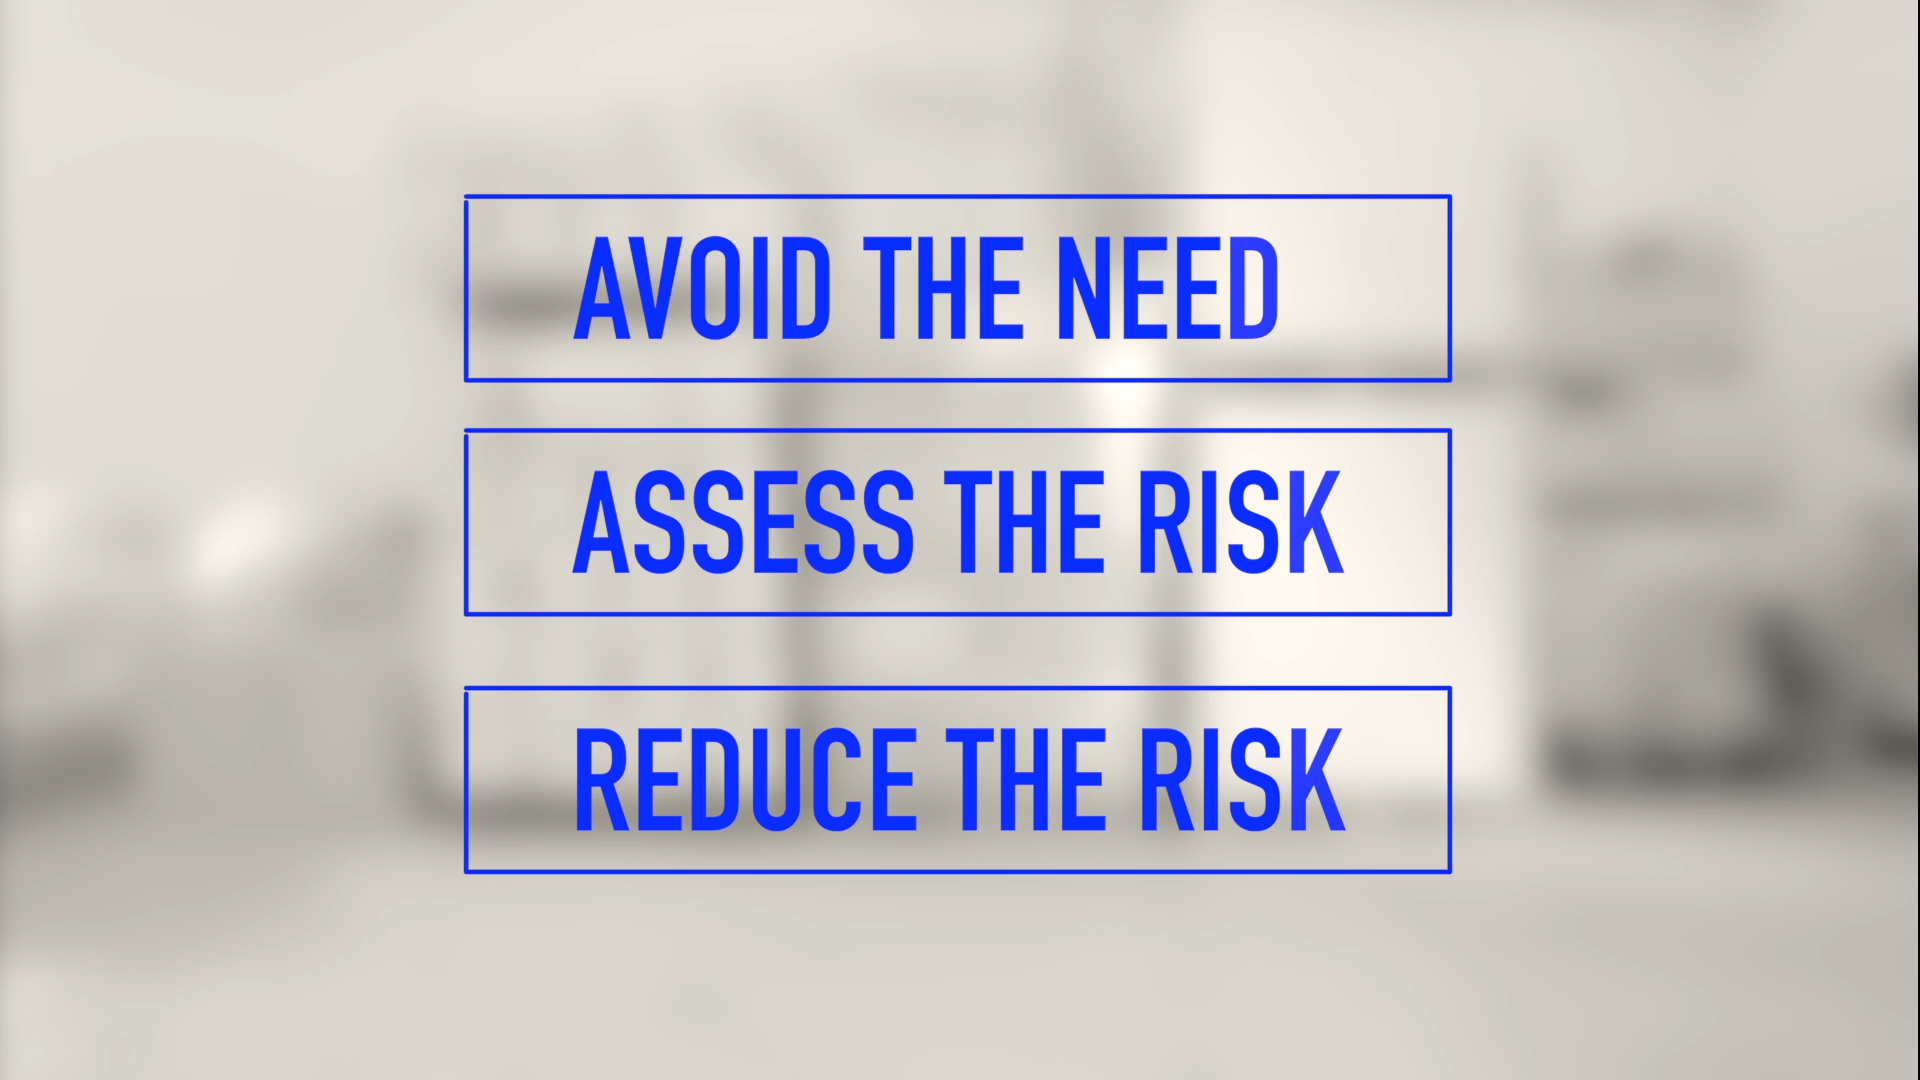 AVOID THE NEED
ASSESS THE RISK
REDUCE THE RISK